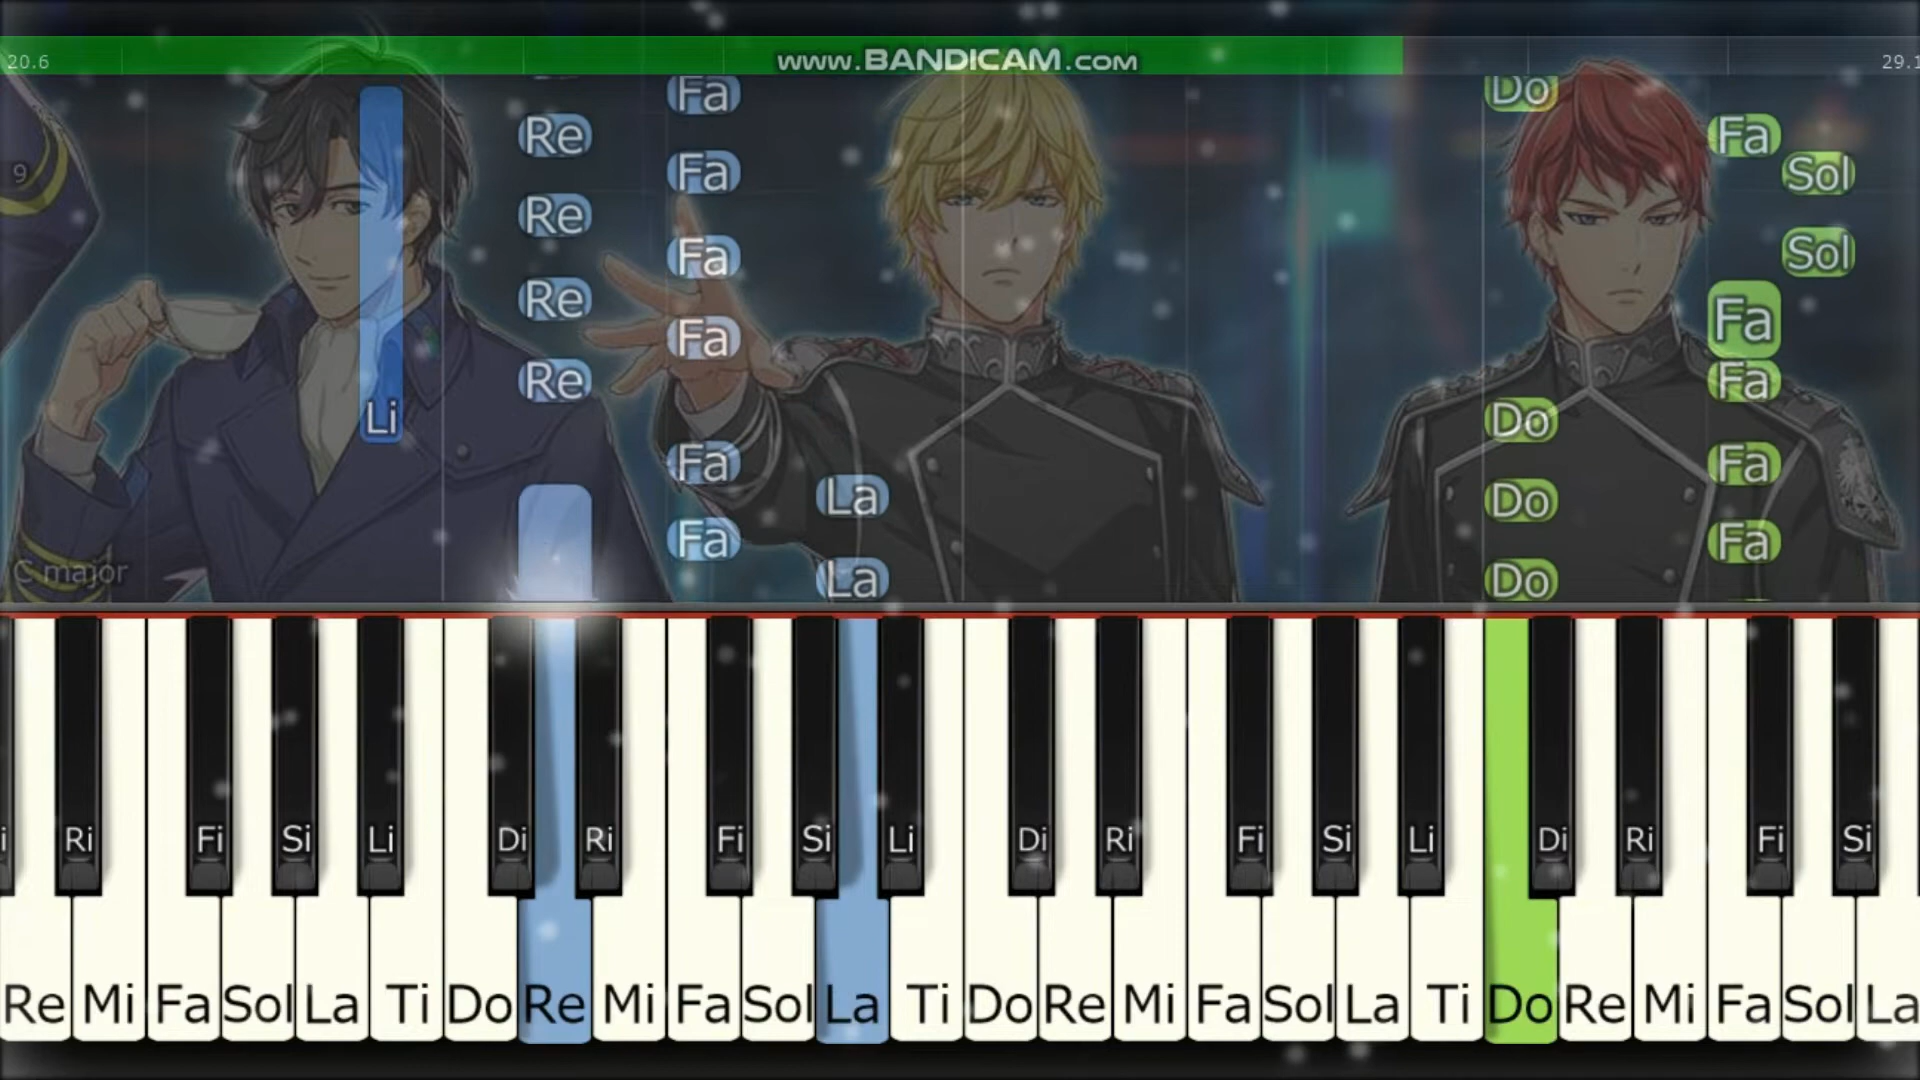 20.6 www.BANDICAM.com 29.1
Fa Do
Re Fa
9 Fa Sol
Re
Fa Sol
Re
Fa Fa
Re Fa
Li Do
Fa Fa
La Do
Fa Fa
C major La Do
Ri Fi Si Li Di Ri Fi Si Li Di Ri Fi Si Li Di Ri Fi Si
Re Mi Fa Sol La Ti Do Re Mi Fa Sol La Ti Do Re Mi Fa Sol La Ti Do Re Mi Fa Sol La